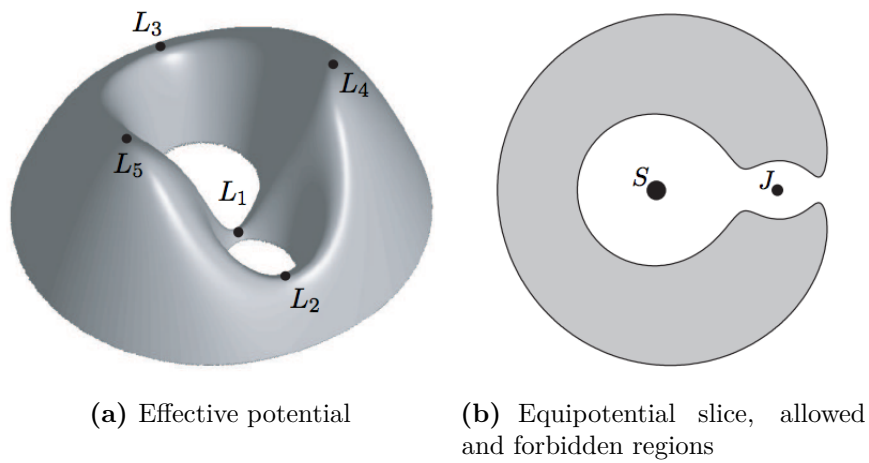 L₃
L₄
L₅
L₁
L₂
S
J
(a) Effective potential
(b) Equipotential slice, allowed
and forbidden regions